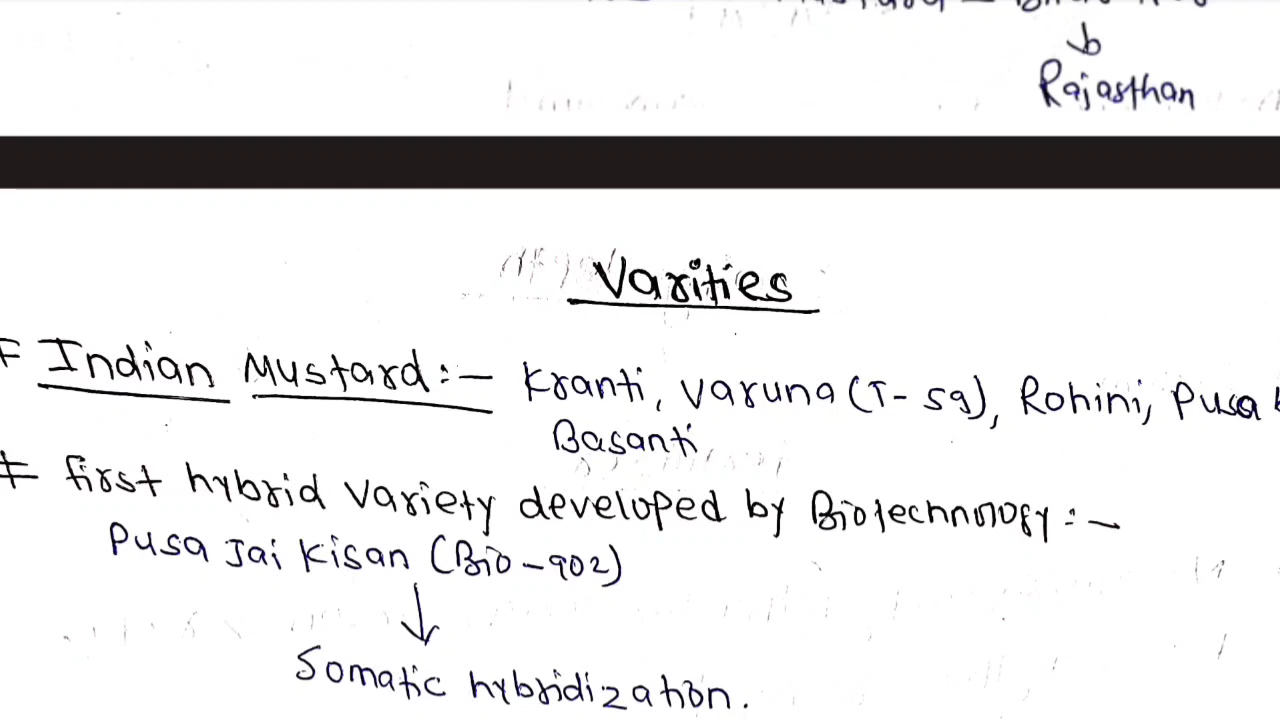 Rajasthan
Varities
Indian Mustard :- Kranti, Varuna (T-59), Rohini, Pusa
Basanti
first hybrid variety developed by Biotechnology :-
Pusa Jai Kisan (Bio-902)
↓
Somatic hybridization.